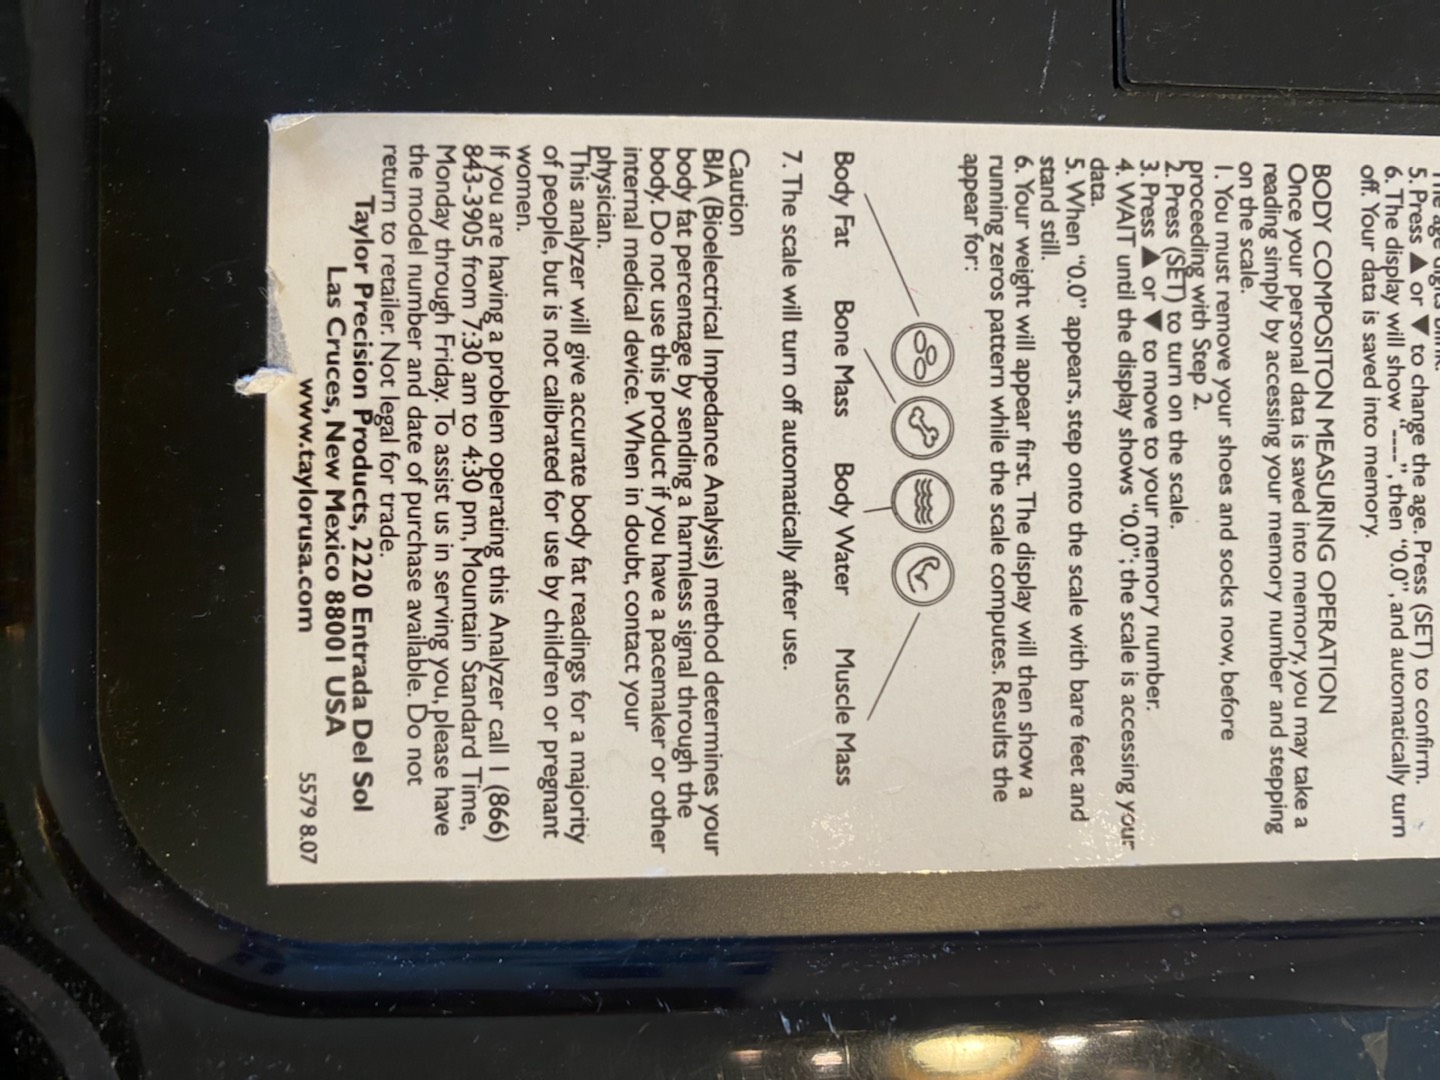 The age digits blink.
5. Press ▲ or ▼ to change the age. Press (SET) to confirm.
6. The display will show "----", then "0.0", and automatically turn
off. Your data is saved into memory.
BODY COMPOSITON MEASURING OPERATION
Once your personal data is saved into memory, you may take a
reading simply by accessing your memory number and stepping
on the scale.
1. You must remove your shoes and socks now, before
proceeding with Step 2.
2. Press (SET) to turn on the scale.
3. Press ▲ or ▼ to move to your memory number.
4. WAIT until the display shows "0.0"; the scale is accessing your
data.
5. When "0.0" appears, step onto the scale with bare feet and
stand still.
6. Your weight will appear first. The display will then show a
running zeros pattern while the scale computes. Results the
appear for:
Body Fat Bone Mass Body Water Muscle Mass
7. The scale will turn off automatically after use.
Caution
BIA (Bioelectrical Impedance Analysis) method determines your
body fat percentage by sending a harmless signal through the
body. Do not use this product if you have a pacemaker or other
internal medical device. When in doubt, contact your
physician.
This analyzer will give accurate body fat readings for a majority
of people, but is not calibrated for use by children or pregnant
women.
If you are having a problem operating this Analyzer call 1 (866)
843-3905 from 7:30 am to 4:30 pm, Mountain Standard Time,
Monday through Friday. To assist us in serving you, please have
the model number and date of purchase available. Do not
return to retailer. Not legal for trade.
Taylor Precision Products, 2220 Entrada Del Sol
Las Cruces, New Mexico 88001 USA
www.taylorusa.com 5579 8.07